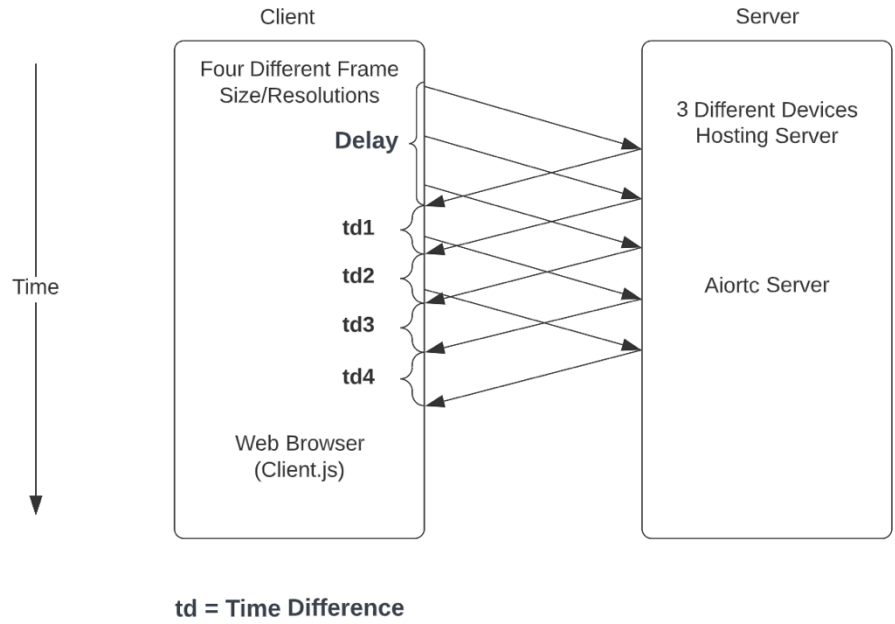 Client
Server
Four Different Frame
Size/Resolutions
3 Different Devices
Hosting Server
Delay
td1
td2
Time
Aiortc Server
td3
td4
Web Browser
(Client.js)
td = Time Difference